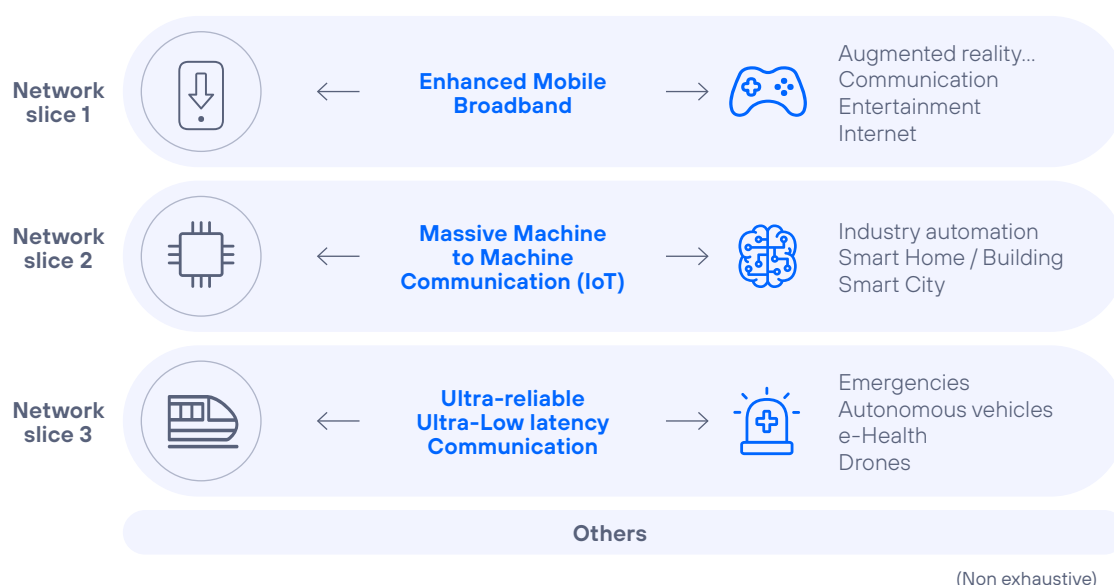 Network
slice 1
Enhanced Mobile
Broadband
Augmented reality...
Communication
Entertainment
Internet
Network
slice 2
Massive Machine
to Machine
Communication (IoT)
Industry automation
Smart Home / Building
Smart City
Network
slice 3
Ultra-reliable
Ultra-Low latency
Communication
Emergencies
Autonomous vehicles
e-Health
Drones
Others
(Non exhaustive)